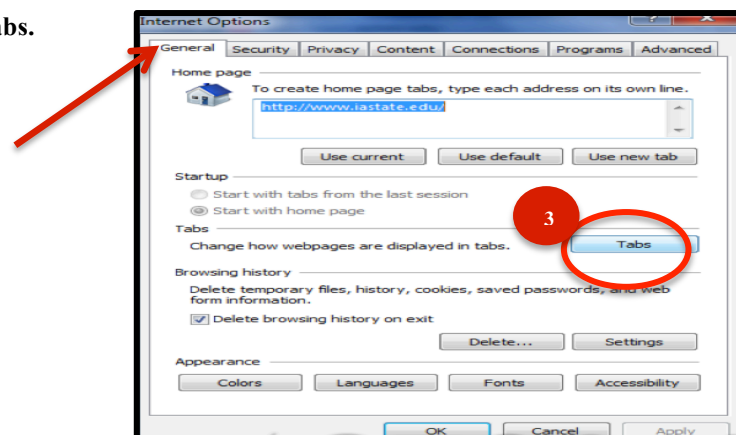 Internet Options
General Security Privacy Content Connections Programs Advanced
Home page
To create home page tabs, type each address on its own line.
http://www.iastate.edu/
Use current Use default Use new tab
Startup
Start with tabs from the last session
Start with home page
3
Tabs
Change how webpages are displayed in tabs. Tabs
Browsing history
Delete temporary files, history, cookies, saved passwords, and web
form information.
Delete browsing history on exit
Delete... Settings
Appearance
Colors Languages Fonts Accessibility
OK Cancel Apply